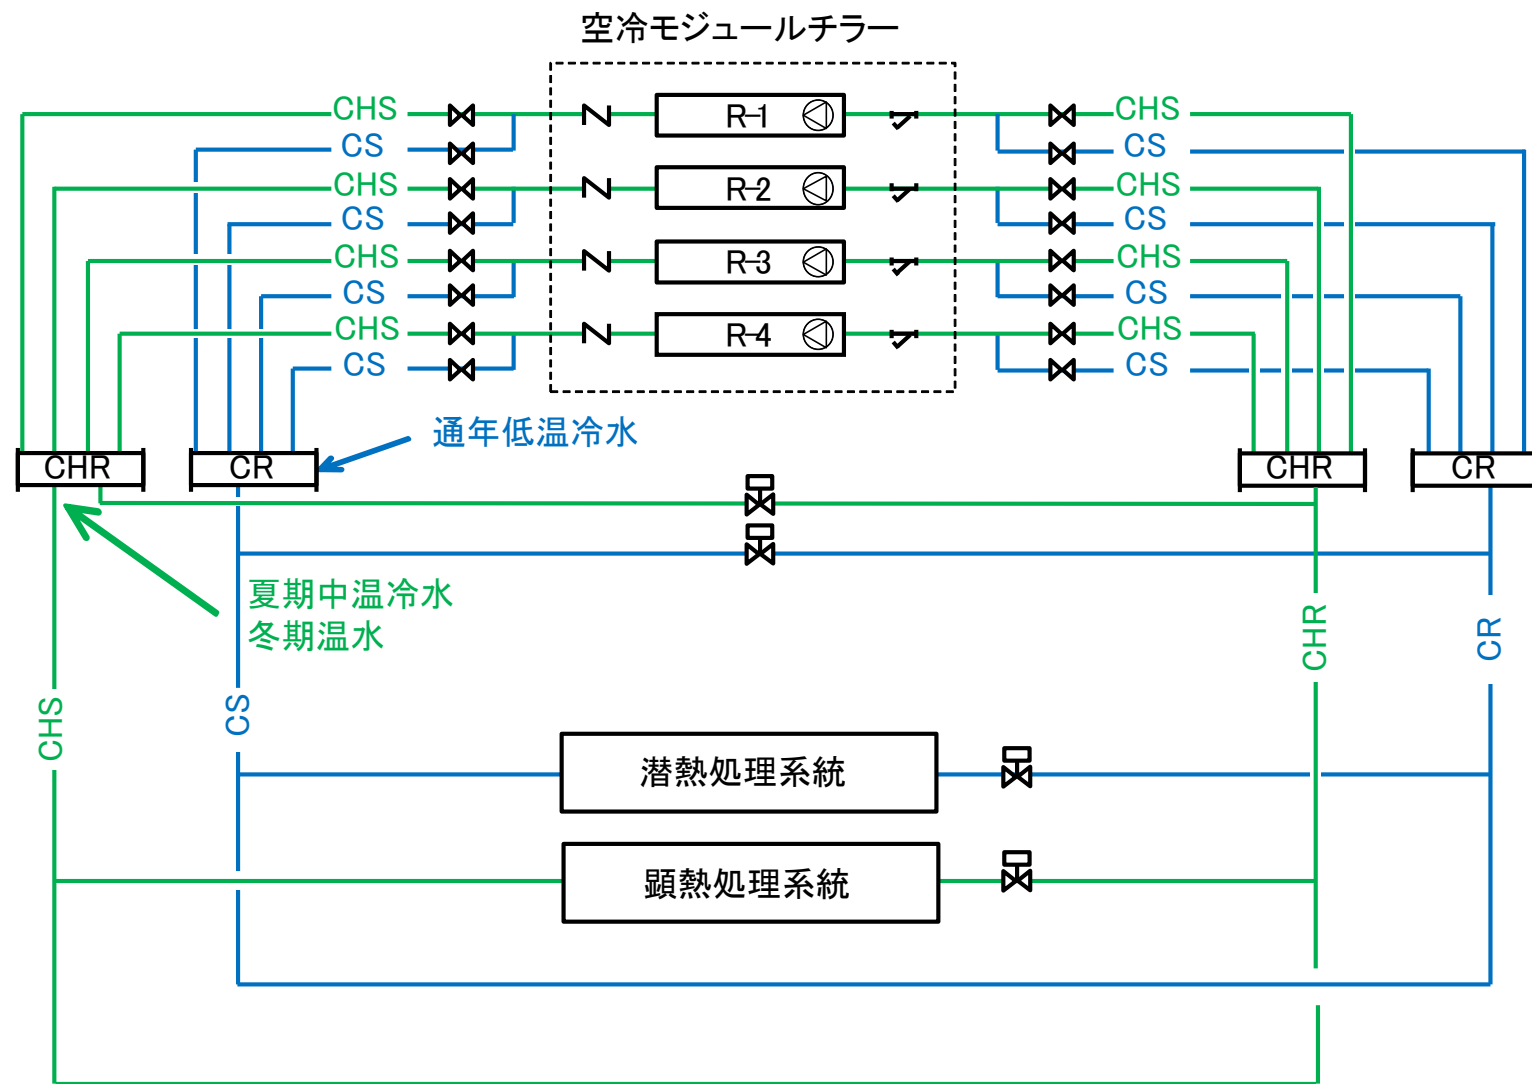 空冷モジュールチラー
CHS
R-1
CHS
CS
CS
CHS
R-2
CHS
CS
CS
CHS
R-3
CHS
CS
CS
CHS
R-4
CHS
CS
CS
通年低温冷水
CHR
CR
CHR
CR
夏期中温冷水
冬期温水
CHR
CR
CHS
CS
潜熱処理系統
顕熱処理系統